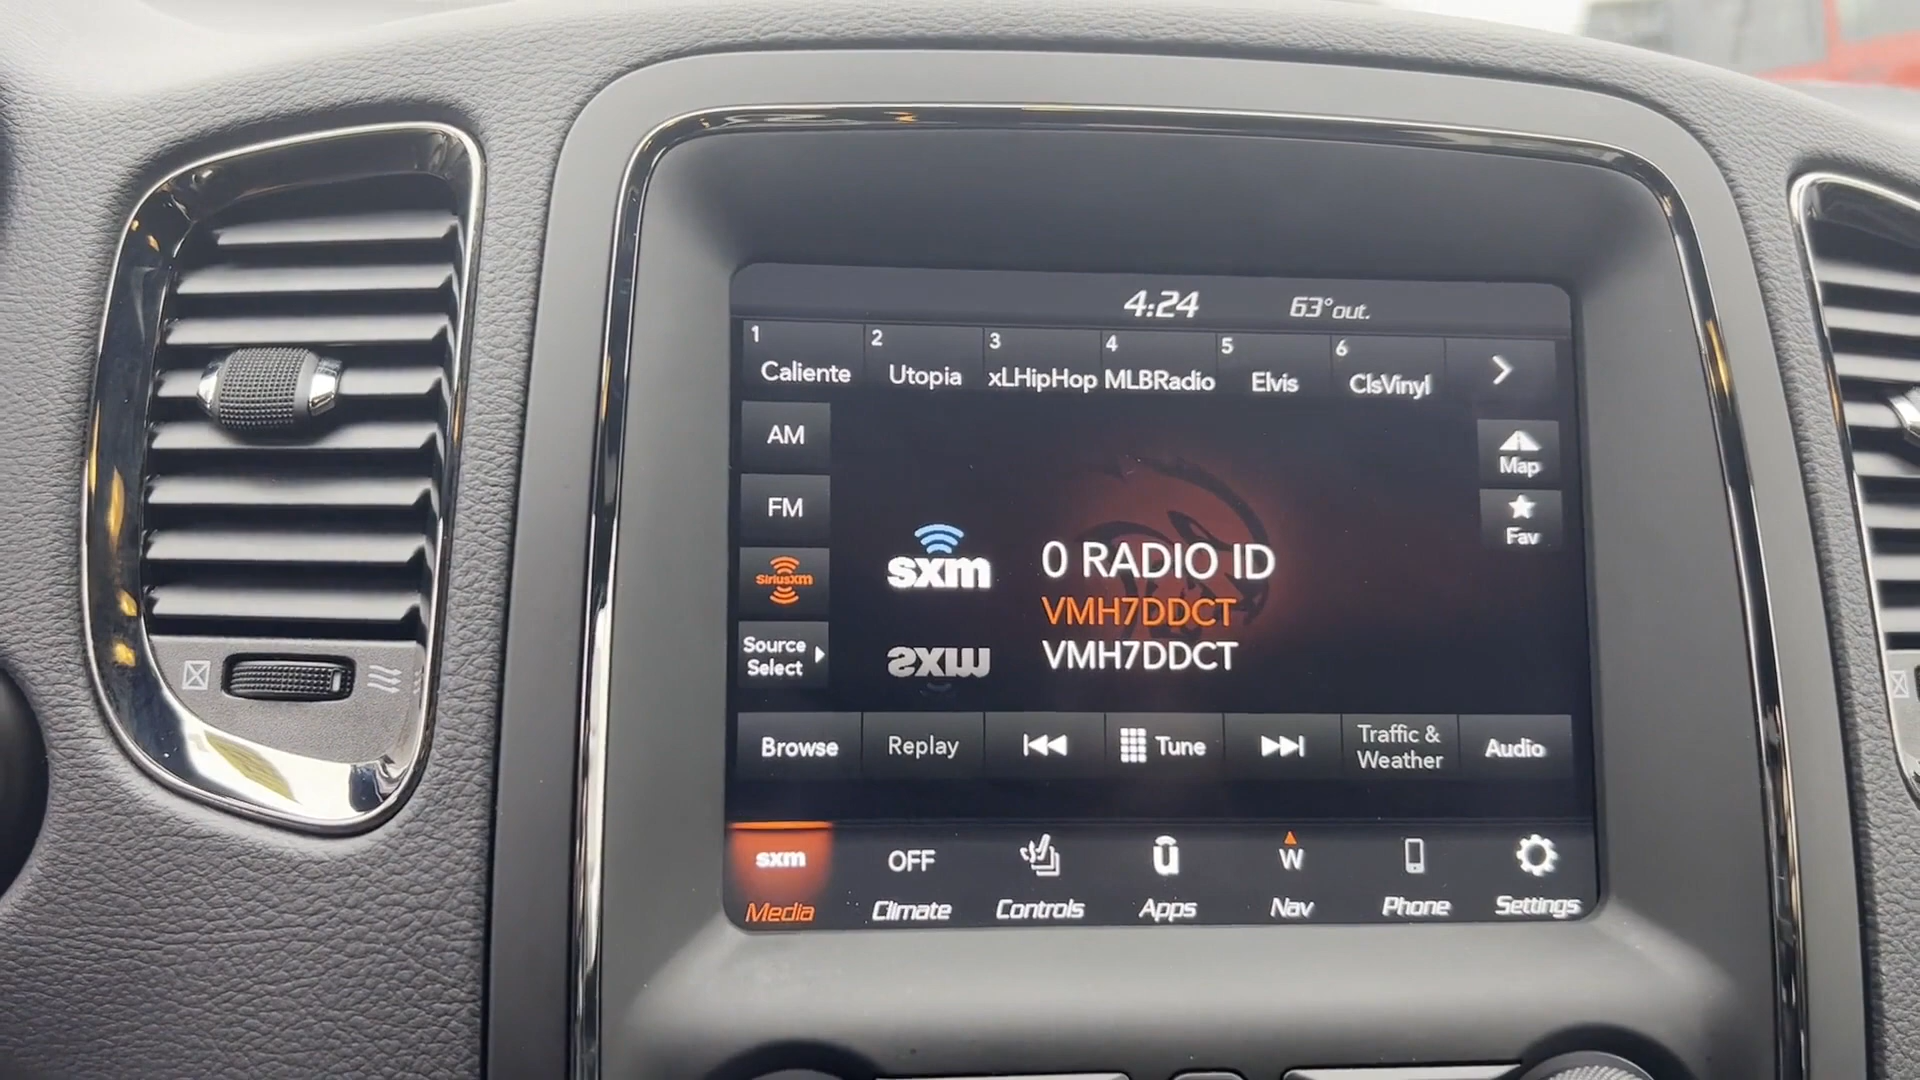 4:24 63°out.
1 2 3 4 5 6
Caliente Utopia xLHipHop MLBRadio Elvis ClsVinyl
AM
Map
FM
Fav
SiriusXM
sxm
0 RADIO ID
VMH7DDCT
VMH7DDCT
Source
Select
Browse Replay Tune Traffic &
Weather Audio
sxm OFF W
Media Climate Controls Apps Nav Phone Settings